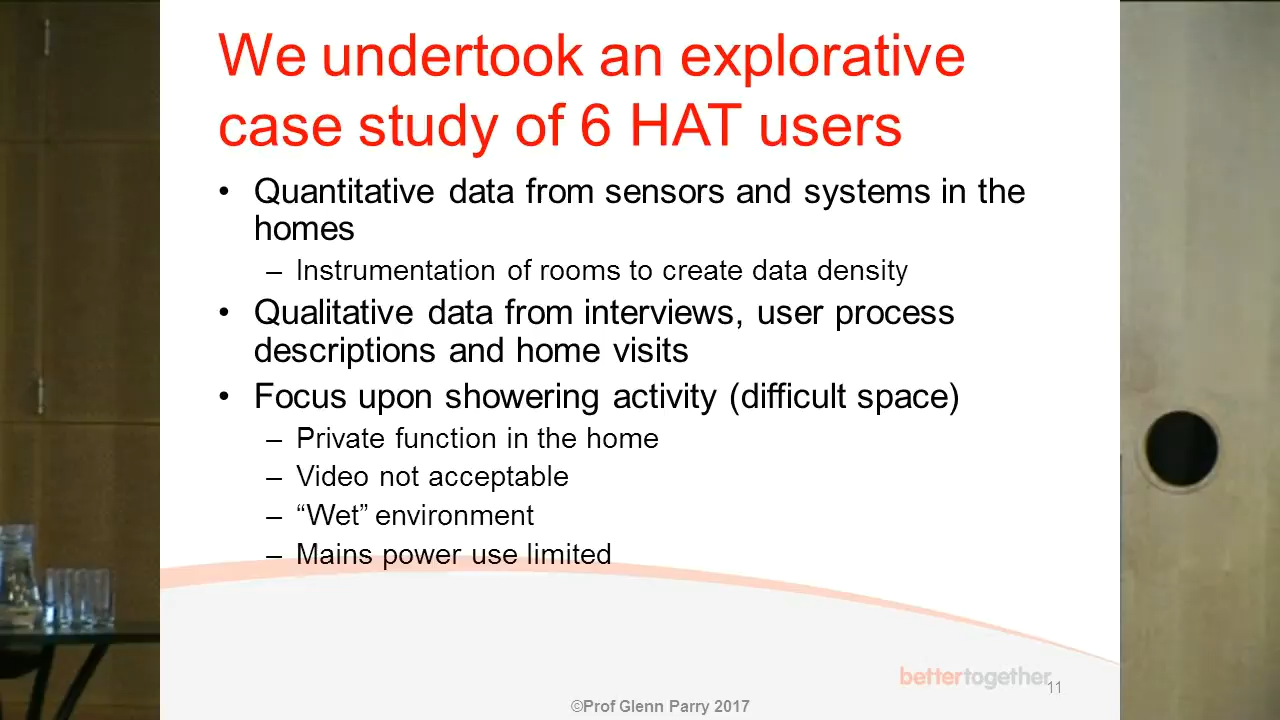 We undertook an explorative
case study of 6 HAT users
• Quantitative data from sensors and systems in the
homes
– Instrumentation of rooms to create data density
• Qualitative data from interviews, user process
descriptions and home visits
• Focus upon showering activity (difficult space)
– Private function in the home
– Video not acceptable
– “Wet” environment
– Mains power use limited
bettertogether
11
©Prof Glenn Parry 2017